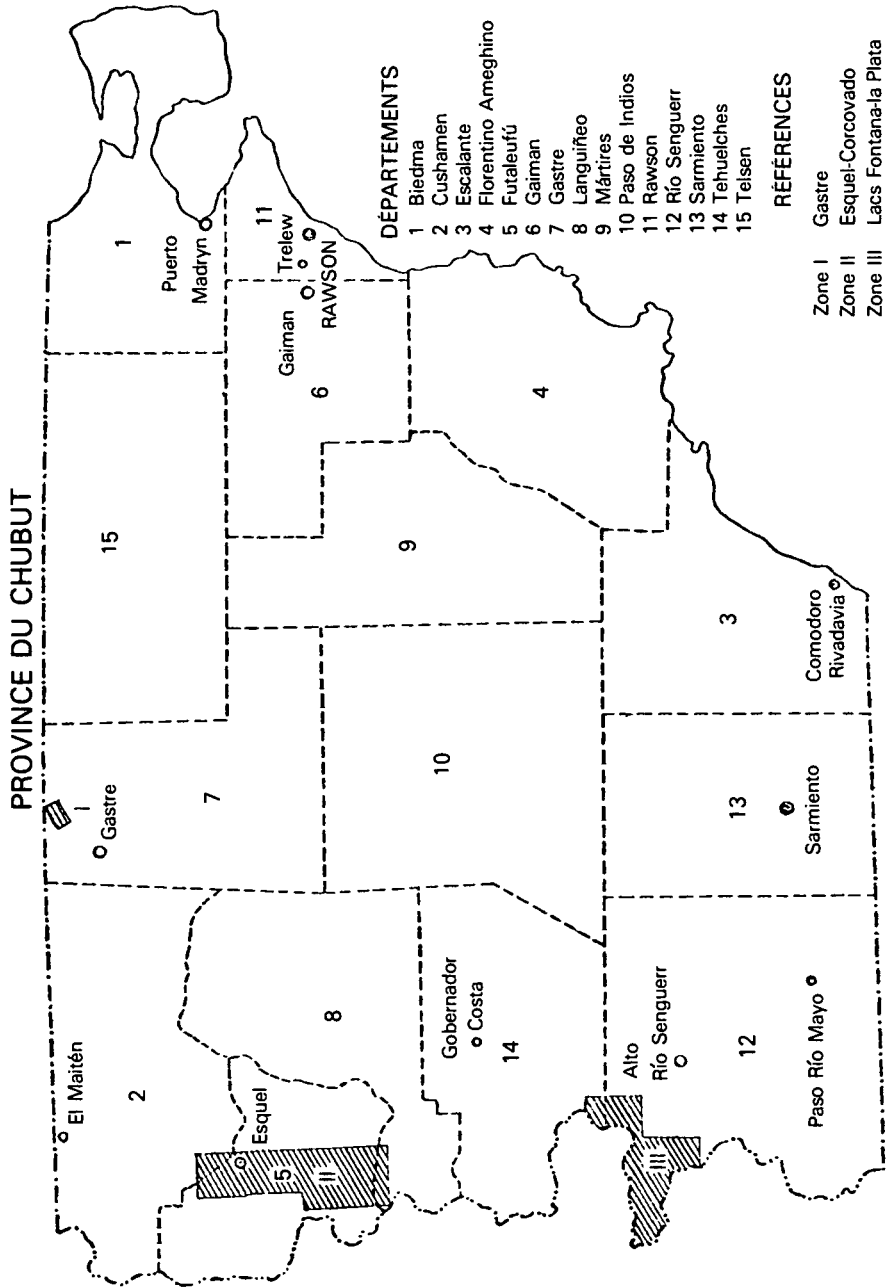 PROVINCE DU CHUBUT
El Maitén
2
Esquel
5
II
8
Gobernador
Costa
14
Alto
Río Senguerr
III
12
Paso Río Mayo
I
Gastre
7
10
13
Sarmiento
15
9
3
Comodoro
Rivadavia
1
Puerto
Madryn
11
Trelew
Gaiman
RAWSON
6
4
DÉPARTEMENTS
1 Biedma
2 Cushamen
3 Escalante
4 Florentino Ameghino
5 Futaleufú
6 Gaiman
7 Gastre
8 Languiñeo
9 Mártires
10 Paso de Indios
11 Rawson
12 Río Senguerr
13 Sarmiento
14 Tehuelches
15 Telsen
RÉFÉRENCES
Zone I Gastre
Zone II Esquel-Corcovado
Zone III Lacs Fontana-la Plata